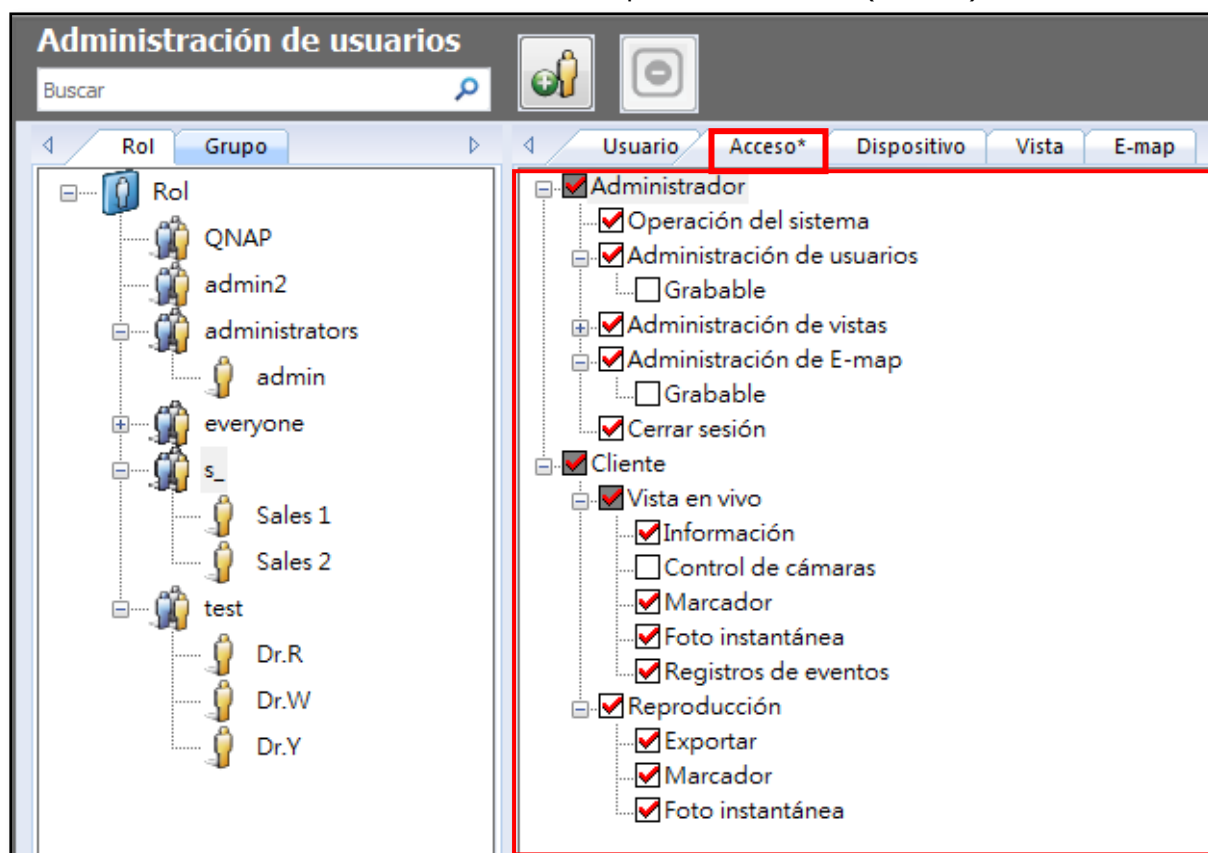 Administración de usuarios
Buscar
Rol
Grupo
Rol
QNAP
admin2
administrators
admin
everyone
s_
Sales 1
Sales 2
test
Dr.R
Dr.W
Dr.Y
Usuario
Acceso*
Dispositivo
Vista
E-map
Administrador
Operación del sistema
Administración de usuarios
Grabable
Administración de vistas
Administración de E-map
Grabable
Cerrar sesión
Cliente
Vista en vivo
Información
Control de cámaras
Marcador
Foto instantánea
Registros de eventos
Reproducción
Exportar
Marcador
Foto instantánea